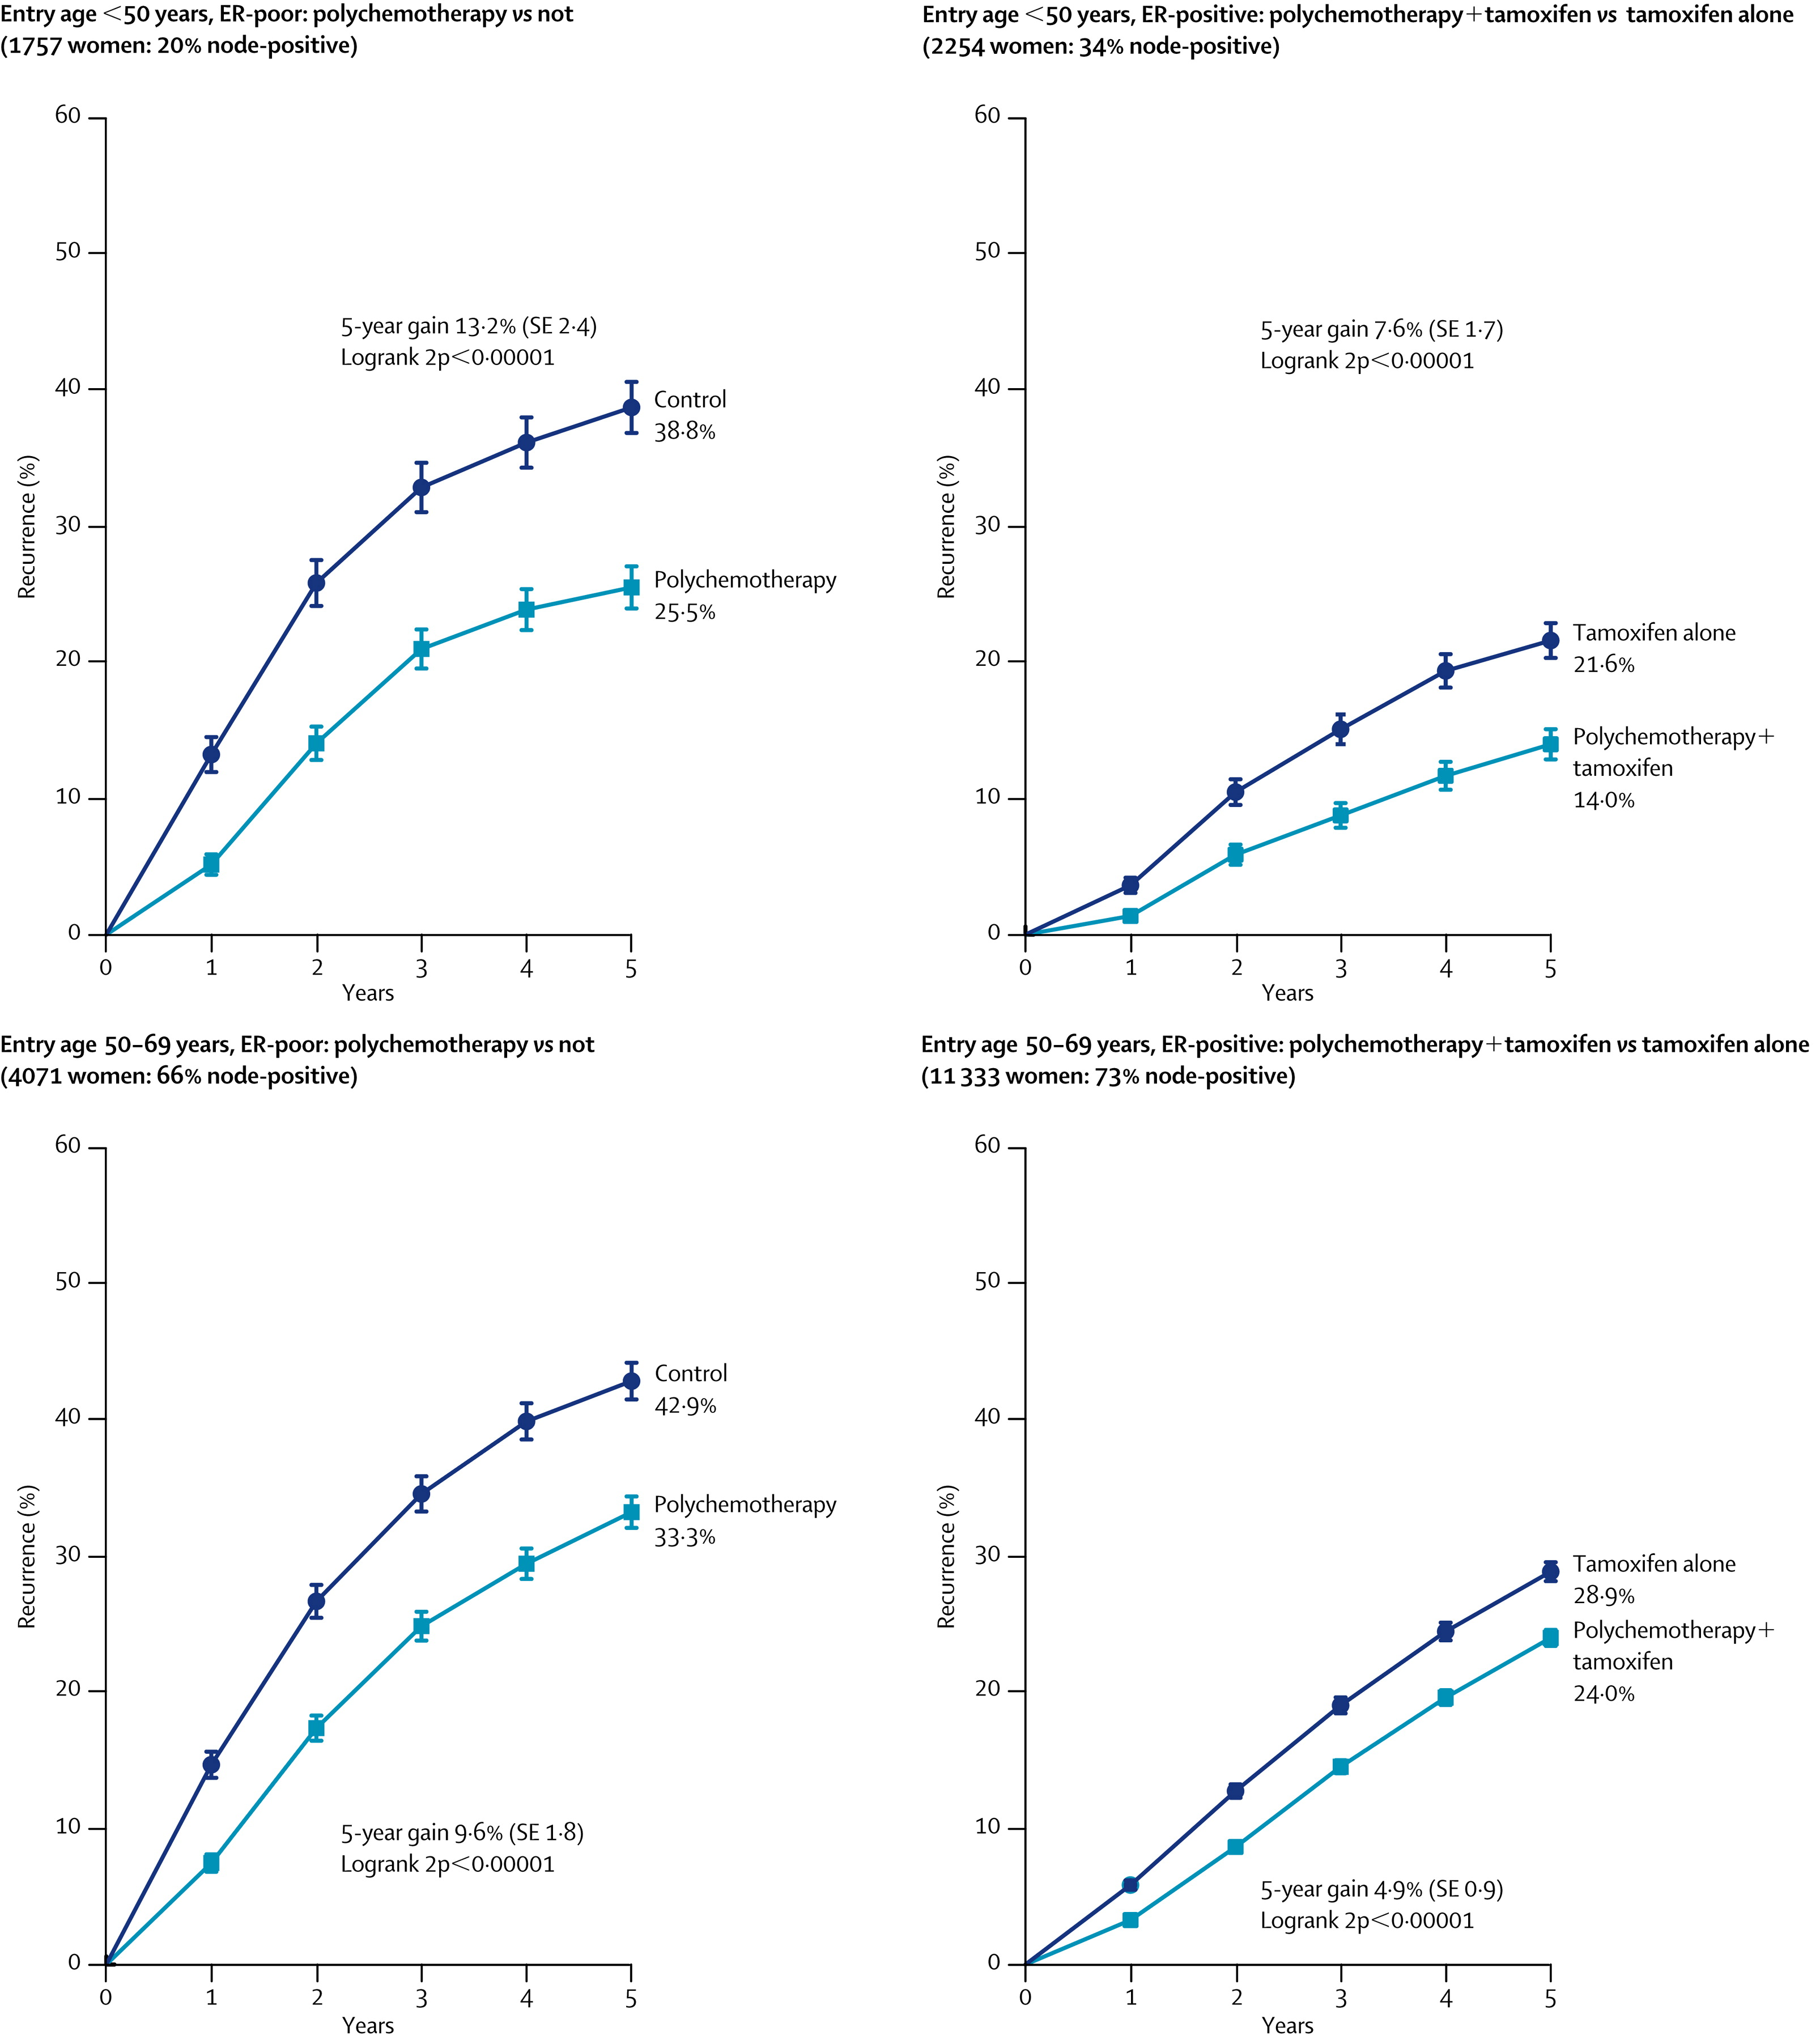 Entry age <50 years, ER-poor: polychemotherapy vs not
(1757 women: 20% node-positive)
60
50
40
30
20
10
0
Recurrence (%)
5-year gain 13·2% (SE 2·4)
Logrank 2p<0·00001
Control
38·8%
Polychemotherapy
25·5%
0 1 2 3 4 5
Years
Entry age <50 years, ER-positive: polychemotherapy+tamoxifen vs tamoxifen alone
(2254 women: 34% node-positive)
60
50
40
30
20
10
0
Recurrence (%)
5-year gain 7·6% (SE 1·7)
Logrank 2p<0·00001
Tamoxifen alone
21·6%
Polychemotherapy+
tamoxifen
14·0%
0 1 2 3 4 5
Years
Entry age 50–69 years, ER-poor: polychemotherapy vs not
(4071 women: 66% node-positive)
60
50
40
30
20
10
0
Recurrence (%)
Control
42·9%
Polychemotherapy
33·3%
5-year gain 9·6% (SE 1·8)
Logrank 2p<0·00001
0 1 2 3 4 5
Years
Entry age 50–69 years, ER-positive: polychemotherapy+tamoxifen vs tamoxifen alone
(11 333 women: 73% node-positive)
60
50
40
30
20
10
0
Recurrence (%)
Tamoxifen alone
28·9%
Polychemotherapy+
tamoxifen
24·0%
5-year gain 4·9% (SE 0·9)
Logrank 2p<0·00001
0 1 2 3 4 5
Years